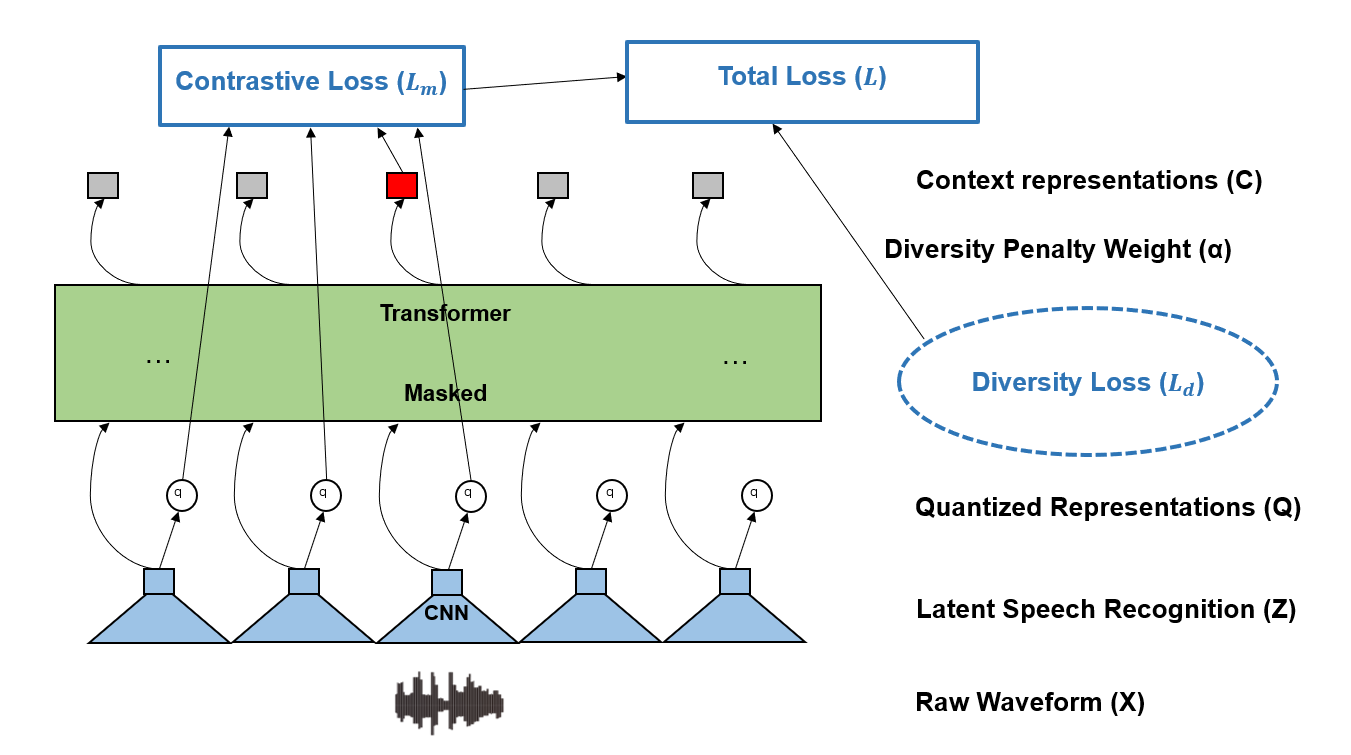 Contrastive Loss (Lₘ)
Total Loss (L)
Context representations (C)
Diversity Penalty Weight (α)
Transformer
... ...
Masked
Diversity Loss (L_d)
q q q q q
Quantized Representations (Q)
CNN
Latent Speech Recognition (Z)
Raw Waveform (X)